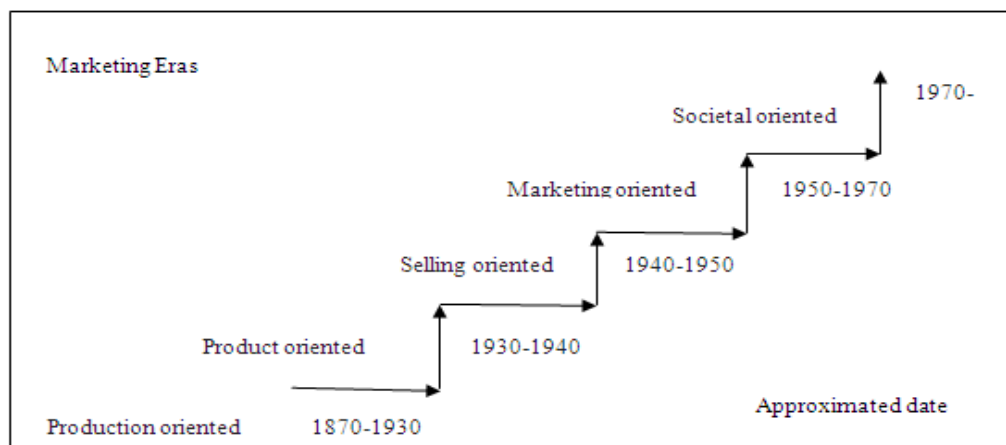 Marketing Eras
1970-
Societal oriented
Marketing oriented
1950-1970
Selling oriented
1940-1950
Product oriented
1930-1940
Approximated date
Production oriented
1870-1930